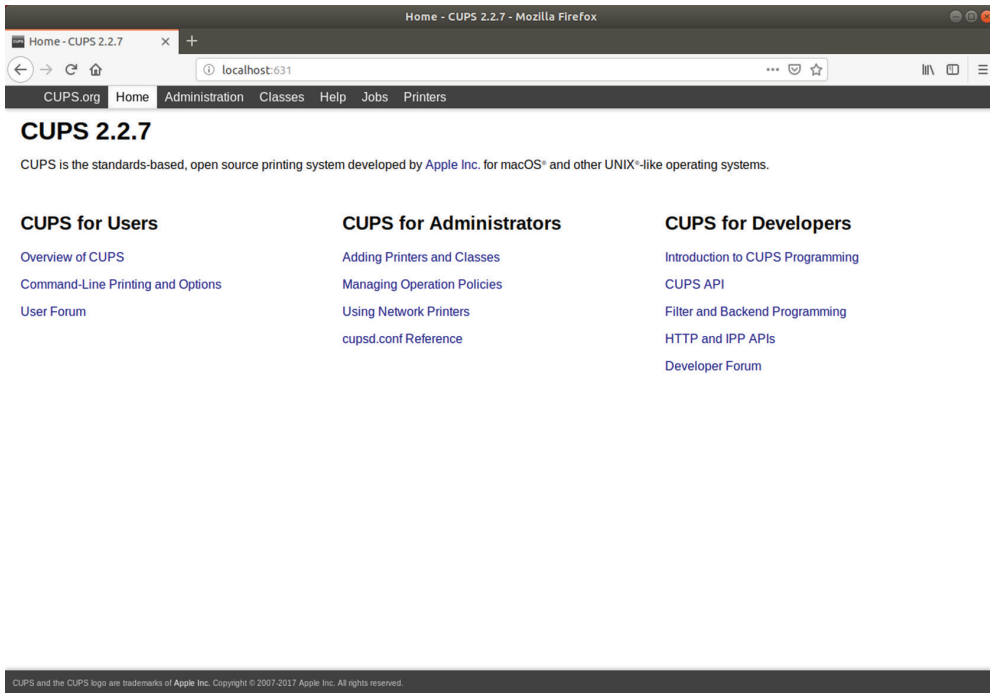 Home - CUPS 2.2.7 - Mozilla Firefox
Home - CUPS 2.2.7
localhost:631
CUPS.org Home Administration Classes Help Jobs Printers
CUPS 2.2.7
CUPS is the standards-based, open source printing system developed by Apple Inc. for macOS® and other UNIX®-like operating systems.
CUPS for Users
Overview of CUPS
Command-Line Printing and Options
User Forum
CUPS for Administrators
Adding Printers and Classes
Managing Operation Policies
Using Network Printers
cupsd.conf Reference
CUPS for Developers
Introduction to CUPS Programming
CUPS API
Filter and Backend Programming
HTTP and IPP APIs
Developer Forum
CUPS and the CUPS logo are trademarks of Apple Inc. Copyright © 2007-2017 Apple Inc. All rights reserved.